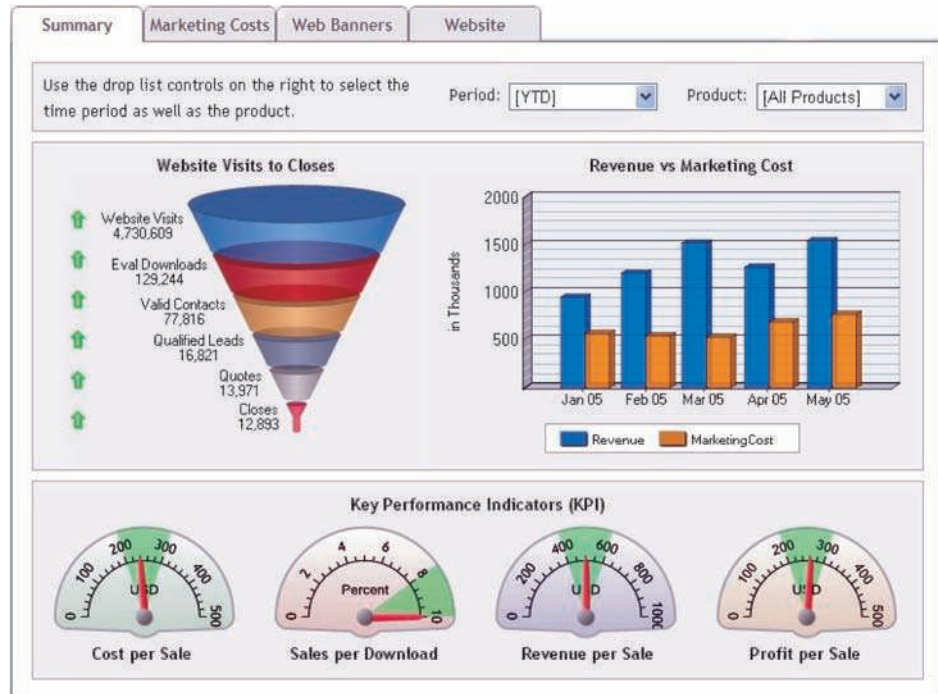 Summary
Marketing Costs
Web Banners
Website
Use the drop list controls on the right to select the
time period as well as the product.
Period: [YTD]
Product: [All Products]
Website Visits to Closes
Website Visits
4,730,609
Eval Downloads
129,244
Valid Contacts
77,816
Qualified Leads
16,821
Quotes
13,971
Closes
12,893
Revenue vs Marketing Cost
in Thousands
2000
1500
1000
500
Jan 05
Feb 05
Mar 05
Apr 05
May 05
Revenue
MarketingCost
Key Performance Indicators (KPI)
0 100 200 300 400 500
USD
Cost per Sale
0 2 4 6 8 10
Percent
Sales per Download
0 200 400 600 800 1000
USD
Revenue per Sale
0 100 200 300 400 500
USD
Profit per Sale